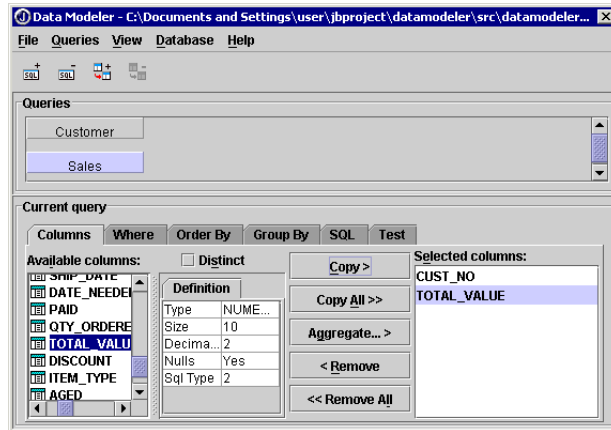 Data Modeler - C:\Documents and Settings\user\jbproject\datamodeler\src\datamodeler...
File Queries View Database Help
SQL SQL
Queries
Customer
Sales
Current query
Columns Where Order By Group By SQL Test
Available columns:
SHIP_DATE
DATE_NEEDE
PAID
QTY_ORDERE
TOTAL_VALU
DISCOUNT
ITEM_TYPE
AGED
Distinct
Definition
Type NUME...
Size 10
Decima... 2
Nulls Yes
Sql Type 2
Copy >
Copy All >>
Aggregate... >
< Remove
<< Remove All
Selected columns:
CUST_NO
TOTAL_VALUE